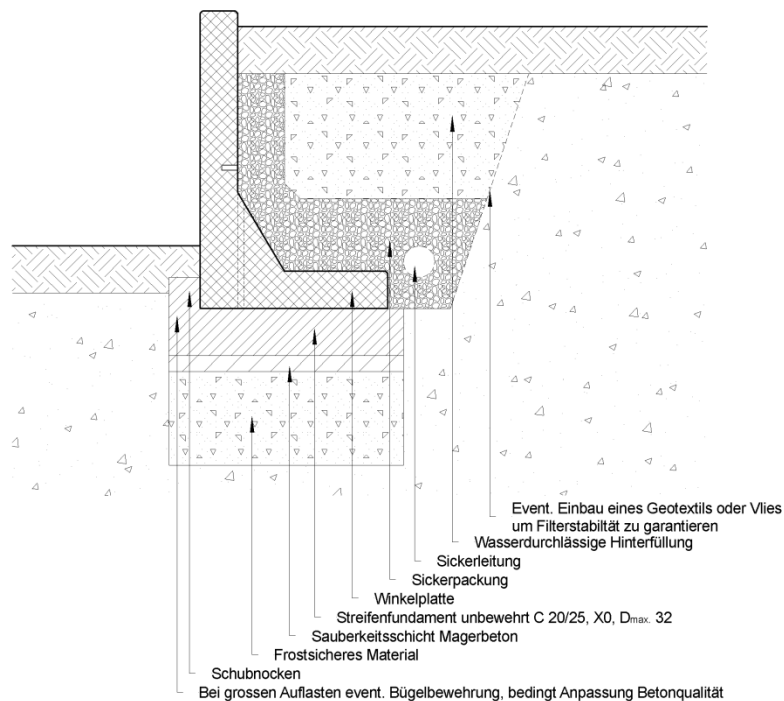 Event. Einbau eines Geotextils oder Vlies
um Filterstabiltät zu garantieren
Wasserdurchlässige Hinterfüllung
Sickerleitung
Sickerpackung
Winkelplatte
Streifenfundament unbewehrt C 20/25, X0, Dmax. 32
Sauberkeitsschicht Magerbeton
Frostsicheres Material
Schubnocken
Bei grossen Auflasten event. Bügelbewehrung, bedingt Anpassung Betonqualität